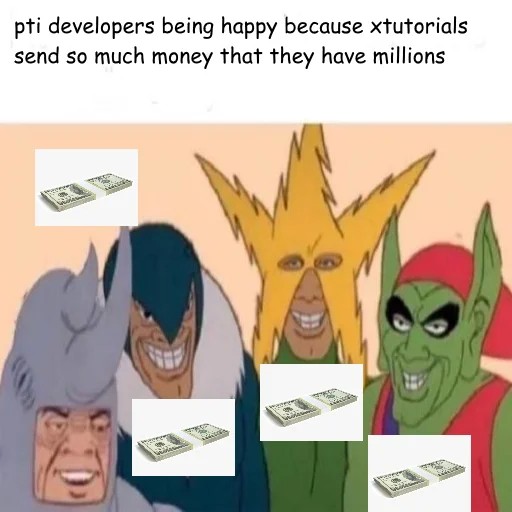 pti developers being happy because xtutorials
send so much money that they have millions